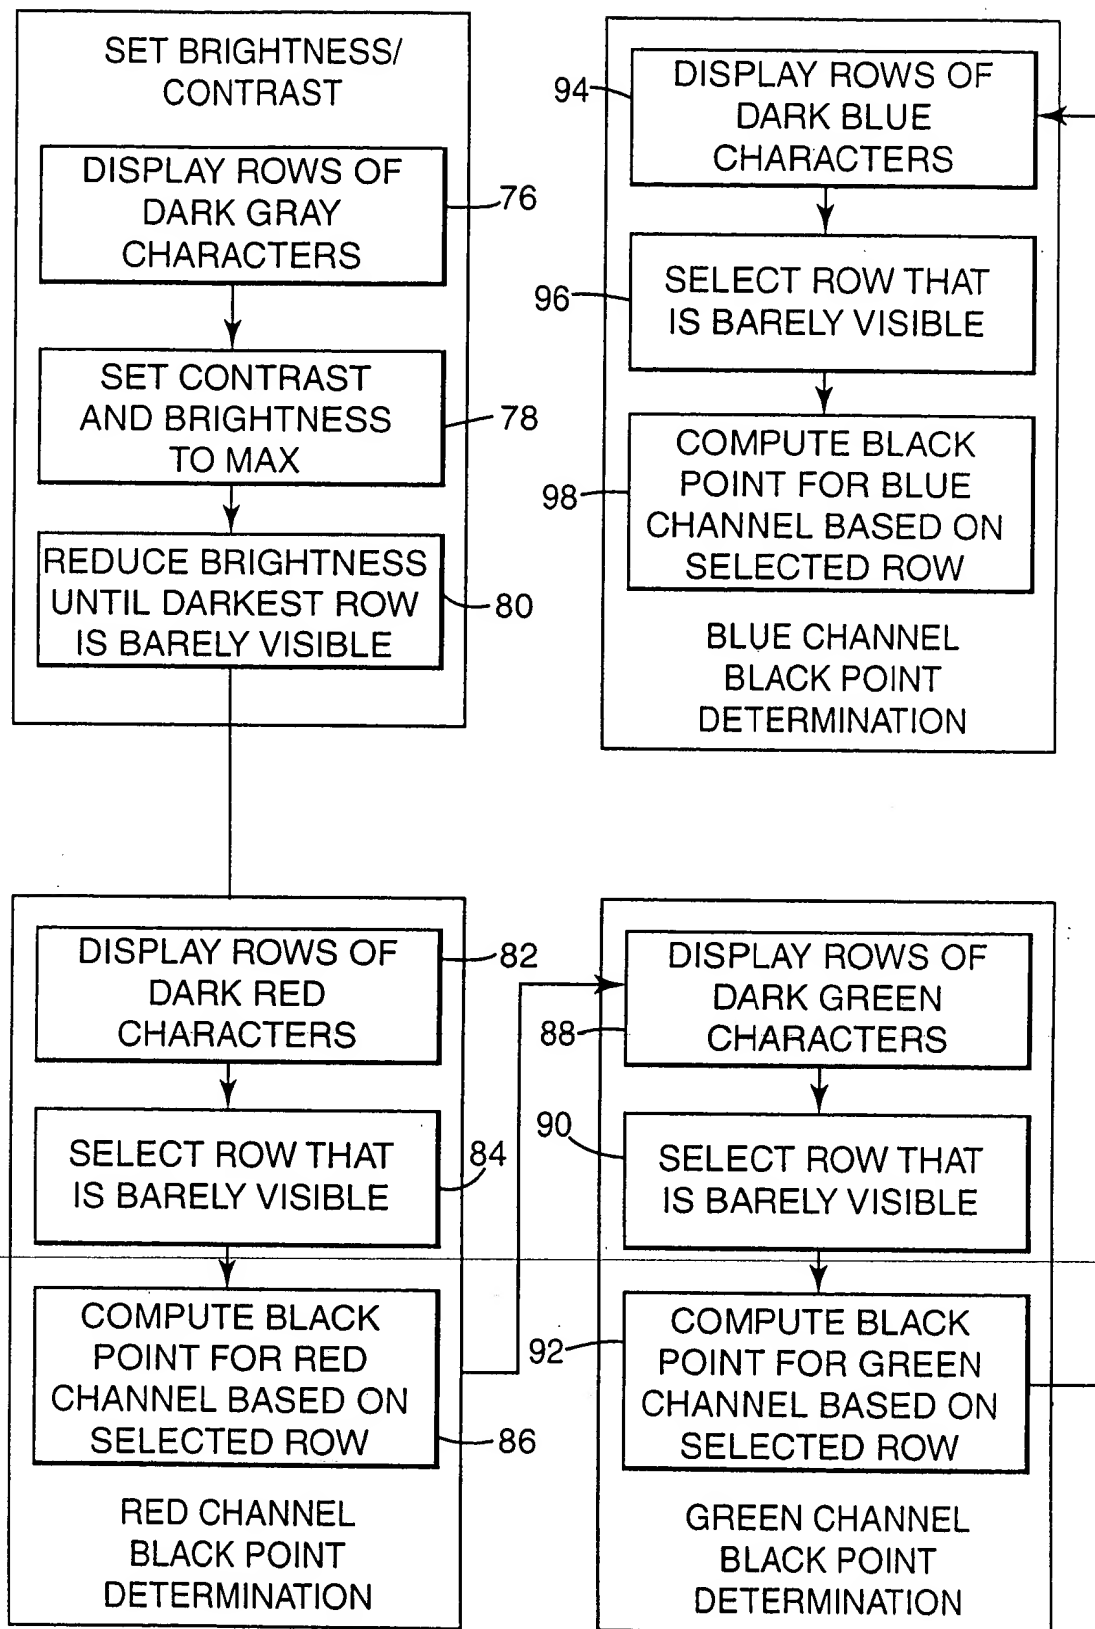 SET BRIGHTNESS/
CONTRAST
DISPLAY ROWS OF
DARK GRAY
CHARACTERS
76
SET CONTRAST
AND BRIGHTNESS
TO MAX
78
REDUCE BRIGHTNESS
UNTIL DARKEST ROW
IS BARELY VISIBLE
80
DISPLAY ROWS OF
DARK RED
CHARACTERS
82
SELECT ROW THAT
IS BARELY VISIBLE
84
COMPUTE BLACK
POINT FOR RED
CHANNEL BASED ON
SELECTED ROW
86
RED CHANNEL
BLACK POINT
DETERMINATION
DISPLAY ROWS OF
DARK GREEN
CHARACTERS
88
90
SELECT ROW THAT
IS BARELY VISIBLE
92
COMPUTE BLACK
POINT FOR GREEN
CHANNEL BASED ON
SELECTED ROW
GREEN CHANNEL
BLACK POINT
DETERMINATION
94
DISPLAY ROWS OF
DARK BLUE
CHARACTERS
96
SELECT ROW THAT
IS BARELY VISIBLE
98
COMPUTE BLACK
POINT FOR BLUE
CHANNEL BASED ON
SELECTED ROW
BLUE CHANNEL
BLACK POINT
DETERMINATION